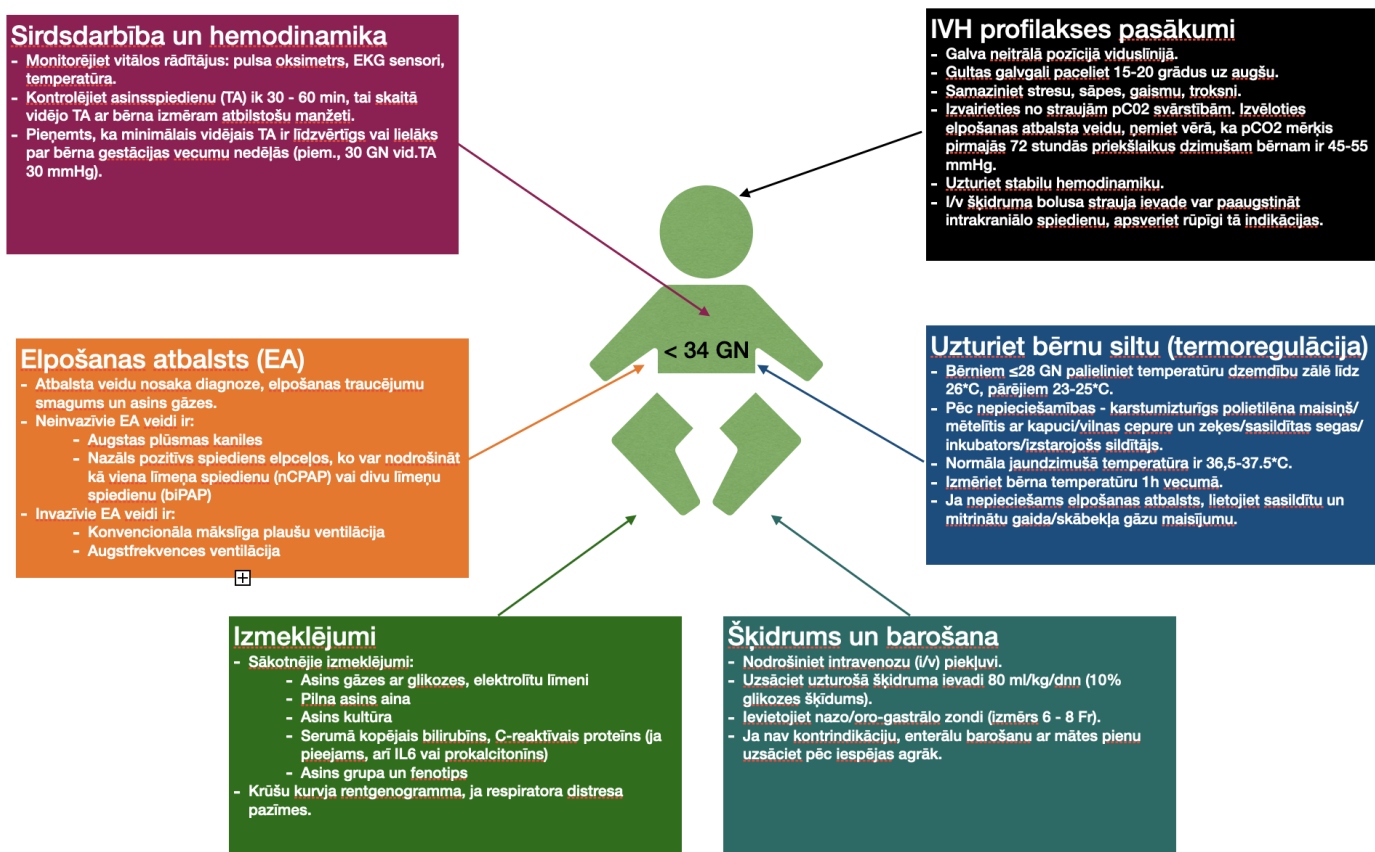 Sirdsdarbība un hemodinamika
- Monitorējiet vitālos rādītājus: pulsa oksimetrs, EKG sensori,
temperatūra.
- Kontrolējiet asinsspiedienu (TA) ik 30 - 60 min, tai skaitā
vidējo TA ar bērna izmēram atbilstošu manžeti.
- Pieņemts, ka minimālais vidējais TA ir līdzvērtīgs vai lielāks
par bērna gestācijas vecumu nedēļās (piem., 30 GN vid.TA
30 mmHg).
IVH profilakses pasākumi
- Galva neitrālā pozīcijā viduslīnijā.
- Gultas galvgali paceliet 15-20 grādus uz augšu.
- Samaziniet stresu, sāpes, gaismu, troksni.
- Izvairieties no straujām pC02 svārstībām. Izvēloties
elpošanas atbalsta veidu, ņemiet vērā, ka pCO2 mērķis
pirmajās 72 stundās priekšlaikus dzimušam bērnam ir 45-55
mmHg.
- Uzturiet stabilu hemodinamiku.
- I/v šķidruma bolusa strauja ievade var paaugstināt
intrakraniālo spiedienu, apsveriet rūpīgi tā indikācijas.
< 34 GN
Elpošanas atbalsts (EA)
- Atbalsta veidu nosaka diagnoze, elpošanas traucējumu
smagums un asins gāzes.
- Neinvazīvie EA veidi ir:
- Augstas plūsmas kaniles
- Nazāls pozitīvs spiediens elpceļos, ko var nodrošināt
kā viena līmeņa spiedienu (nCPAP) vai divu līmeņu
spiedienu (biPAP)
- Invazīvie EA veidi ir:
- Konvencionāla mākslīga plaušu ventilācija
- Augstfrekvences ventilācija
Uzturiet bērnu siltu (termoregulācija)
- Bērniem ≤28 GN palieliniet temperatūru dzemdību zālē līdz
26*C, pārējiem 23-25*C.
- Pēc nepieciešamības - karstumizturīgs polietilēna maisiņš/
mētelītis ar kapuci/vilnas cepure un zeķes/sasildītas segas/
inkubators/izstarojošs sildītājs.
- Normāla jaundzimušā temperatūra ir 36,5-37.5*C.
- Izmēriet bērna temperatūru 1h vecumā.
- Ja nepieciešams elpošanas atbalsts, lietojiet sasildītu un
mitrinātu gaida/skābekļa gāzu maisījumu.
Izmeklējumi
- Sākotnējie izmeklējumi:
- Asins gāzes ar glikozes, elektrolītu līmeni
- Pilna asins aina
- Asins kultūra
- Serumā kopējais bilirubīns, C-reaktīvais proteīns (ja
pieejams, arī IL6 vai prokalcitonīns)
- Asins grupa un fenotips
- Krūšu kurvja rentgenogramma, ja respiratora distresa
pazīmes.
Šķidrums un barošana
- Nodrošiniet intravenozu (i/v) piekļuvi.
- Uzsāciet uzturošā šķidruma ievadi 80 ml/kg/dnn (10%
glikozes šķīdums).
- Ievietojiet nazo/oro-gastrālo zondi (izmērs 6 - 8 Fr).
- Ja nav kontrindikāciju, enterālu barošanu ar mātes pienu
uzsāciet pēc iespējas agrāk.